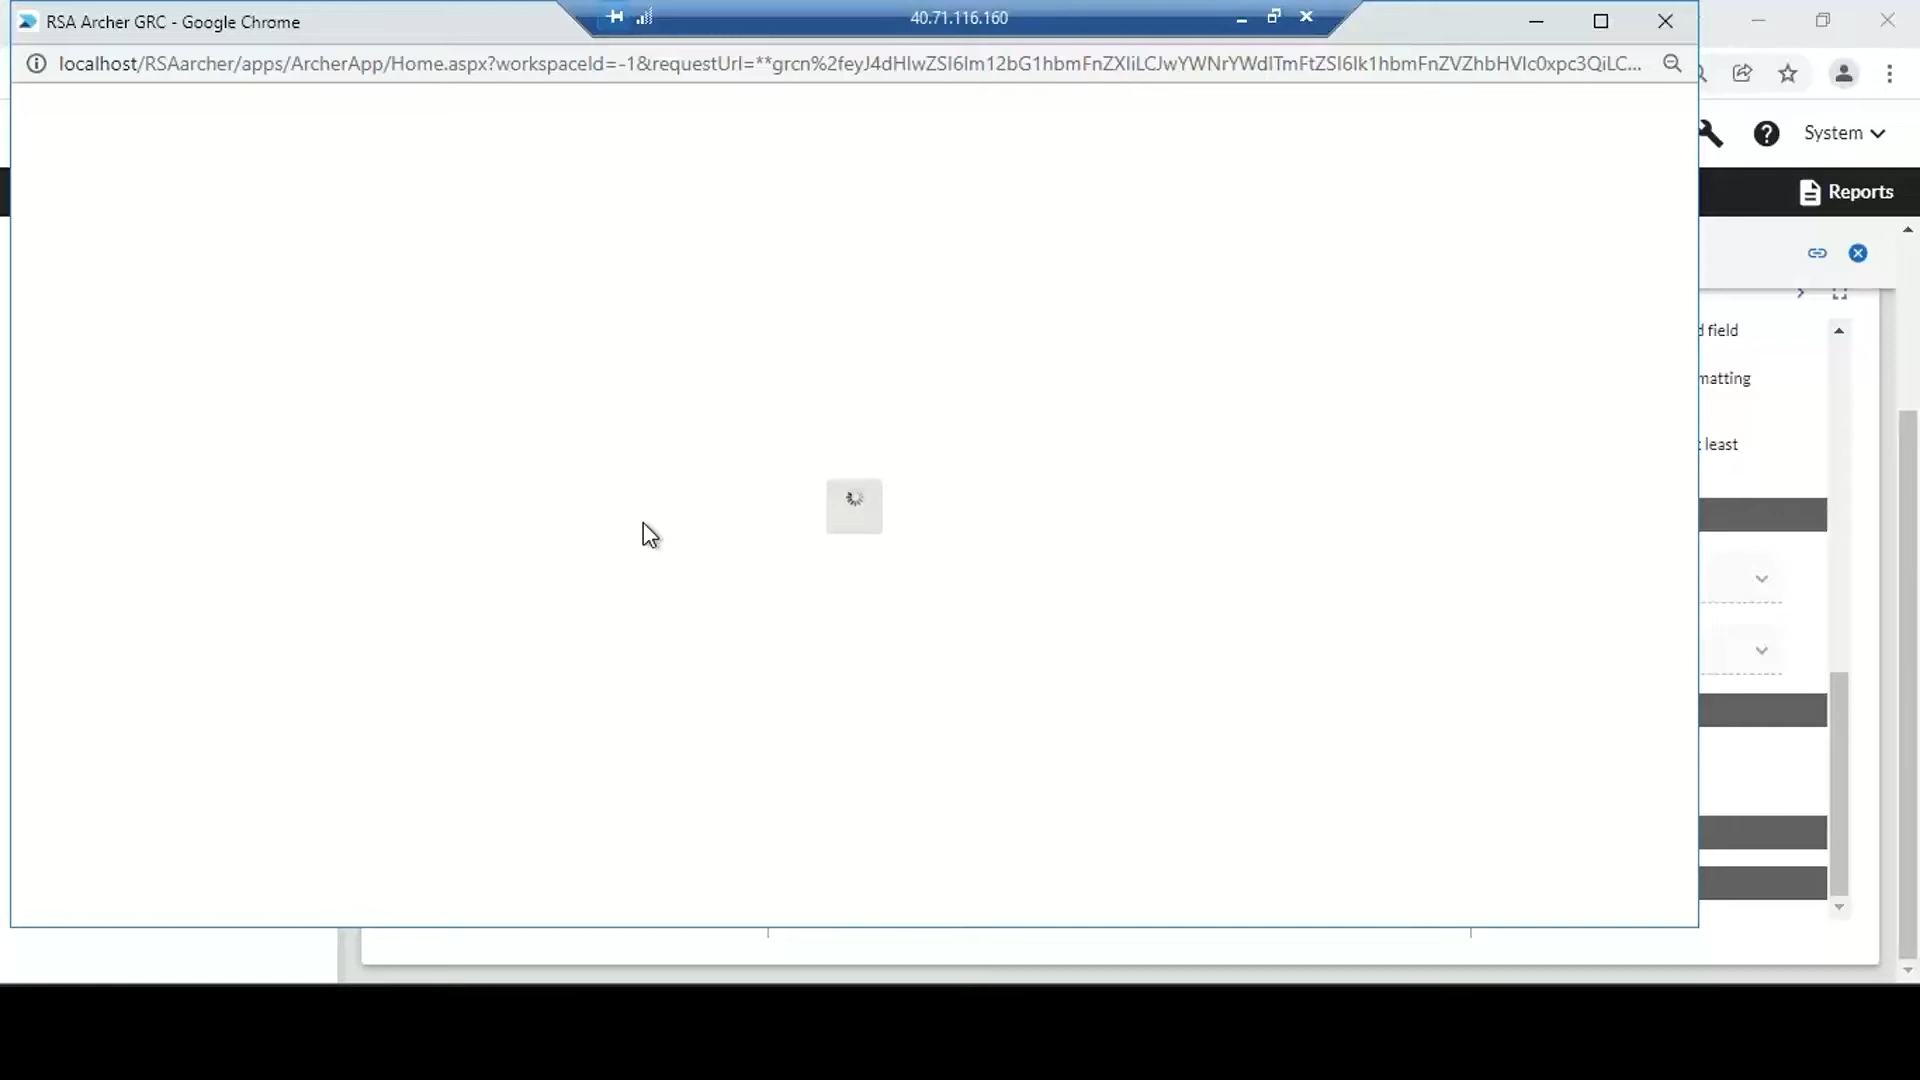 RSA Archer GRC - Google Chrome
40.71.116.160
localhost/RSAarcher/apps/ArcherApp/Home.aspx?workspaceId=-1&requestUrl=**grcn%2feyJ4dHlwZSI6Im12bG1hbmFnZXIiLCJwYWNrYWdlTmFtZSI6Ik1hbmFnZVZhbHVlc0xpc3QiLC...
System
Reports
d field
matting
least